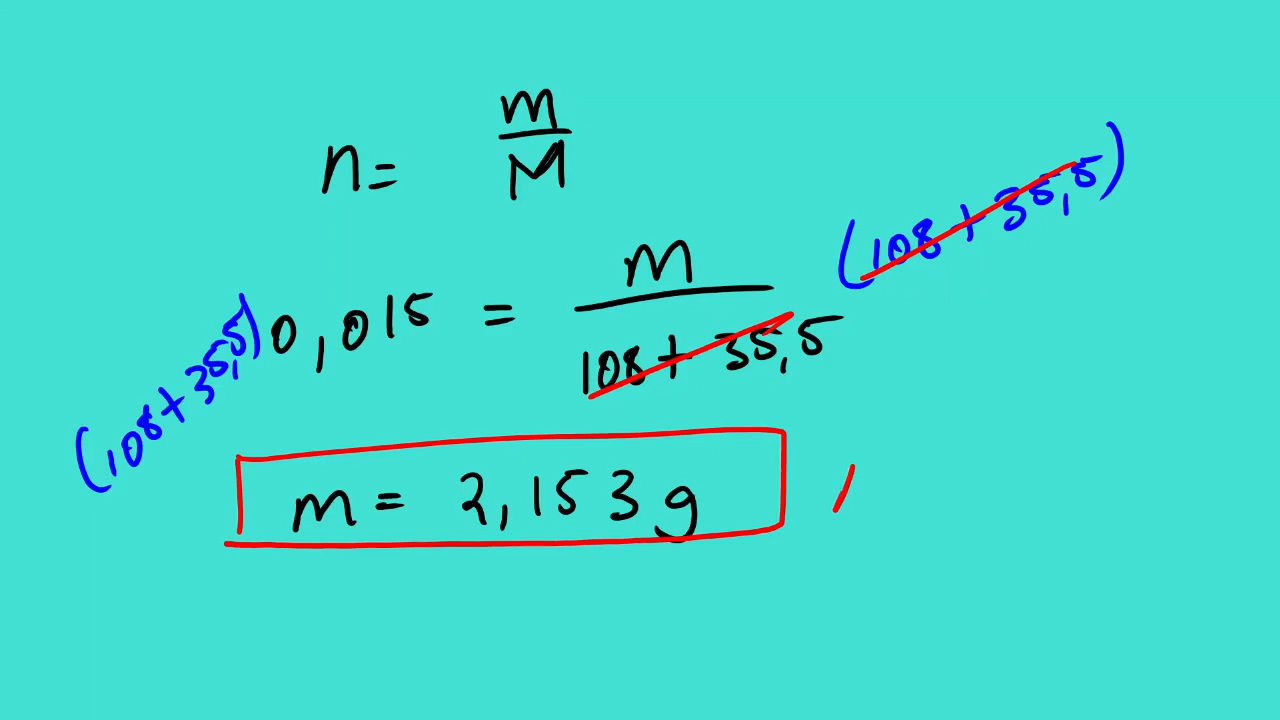 n = m/M
(108+35,5) 0,015 = m/(108+35,5) (108+35,5)
m = 2,153 g